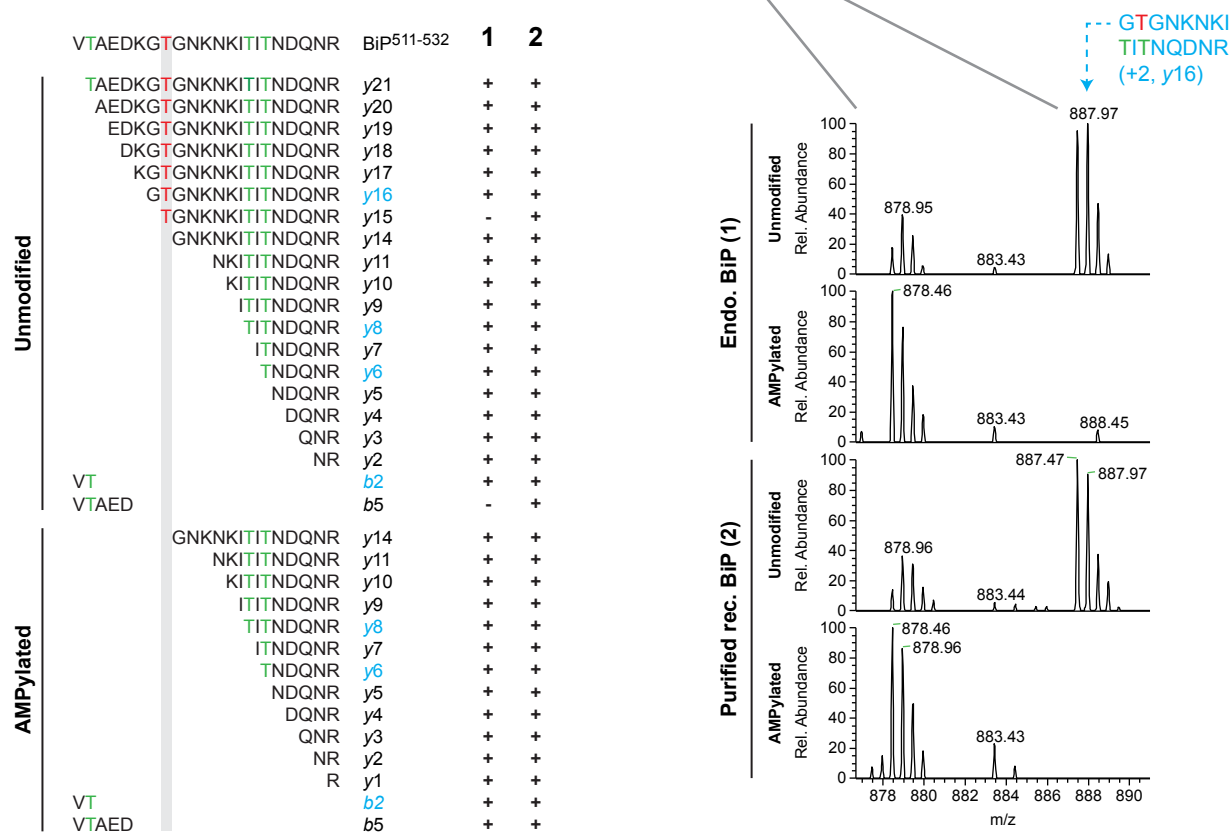 VTAEDKGTGNKNKITITNDQNR BiP511-532 1 2
Unmodified
TAEDKGTGNKNKITITNDQNR y21 + +
AEDKGTGNKNKITITNDQNR y20 + +
EDKGTGNKNKITITNDQNR y19 + +
DKGTGNKNKITITNDQNR y18 + +
KGTGNKNKITITNDQNR y17 + +
GTGNKNKITITNDQNR y16 + +
TGNKNKITITNDQNR y15 - +
GNKNKITITNDQNR y14 + +
NKITITNDQNR y11 + +
KITITNDQNR y10 + +
ITITNDQNR y9 + +
TITNDQNR y8 + +
ITNDQNR y7 + +
TNDQNR y6 + +
NDQNR y5 + +
DQNR y4 + +
QNR y3 + +
NR y2 + +
VT b2 + +
VTAED b5 - +
AMPylated
GNKNKITITNDQNR y14 + +
NKITITNDQNR y11 + +
KITITNDQNR y10 + +
ITITNDQNR y9 + +
TITNDQNR y8 + +
ITNDQNR y7 + +
TNDQNR y6 + +
NDQNR y5 + +
DQNR y4 + +
QNR y3 + +
NR y2 + +
R y1 + +
VT b2 + +
VTAED b5 + +
GTGNKNKI
TITNQDNR
(+2, y16)
Endo. BiP (1)
Unmodified
Rel. Abundance
100
80
60
40
20
0
878.95
883.43
887.97
AMPylated
Rel. Abundance
100
80
60
40
20
0
878.46
883.43
888.45
Purified rec. BiP (2)
Unmodified
Rel. Abundance
100
80
60
40
20
0
878.96
883.44
887.47
887.97
AMPylated
Rel. Abundance
100
80
60
40
20
0
878.46
878.96
883.43
878 880 882 884 886 888 890
m/z